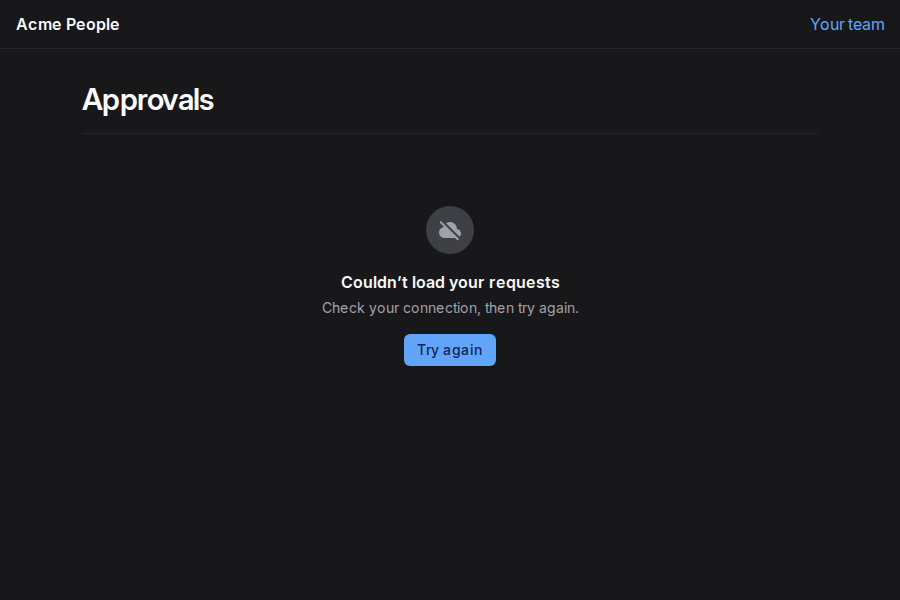 Acme People
Your team
Approvals
Couldn’t load your requests
Check your connection, then try again.
Try again